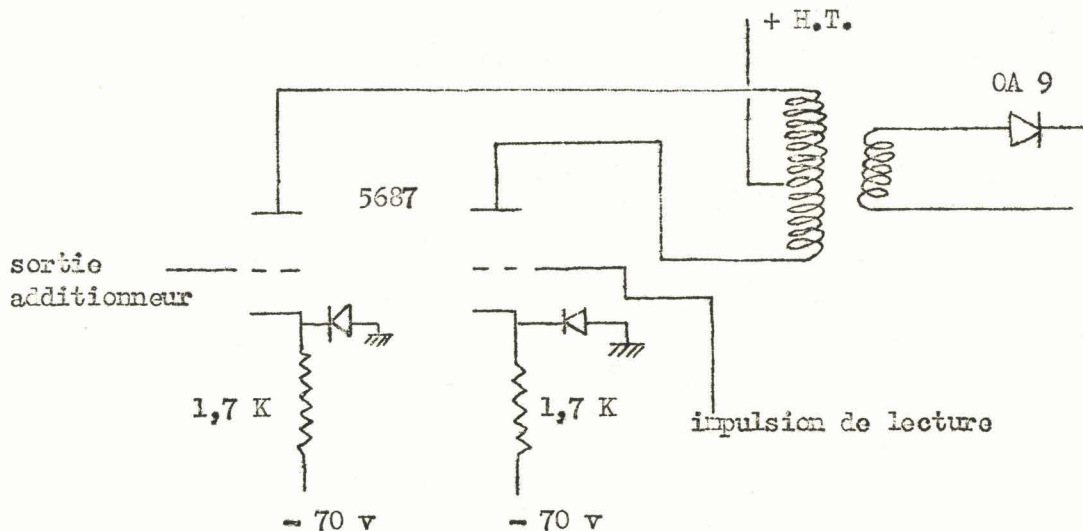 + H.T.
OA 9
5687
sortie
additionneur
1,7 K
1,7 K
impulsion de lecture
- 70 v
- 70 v